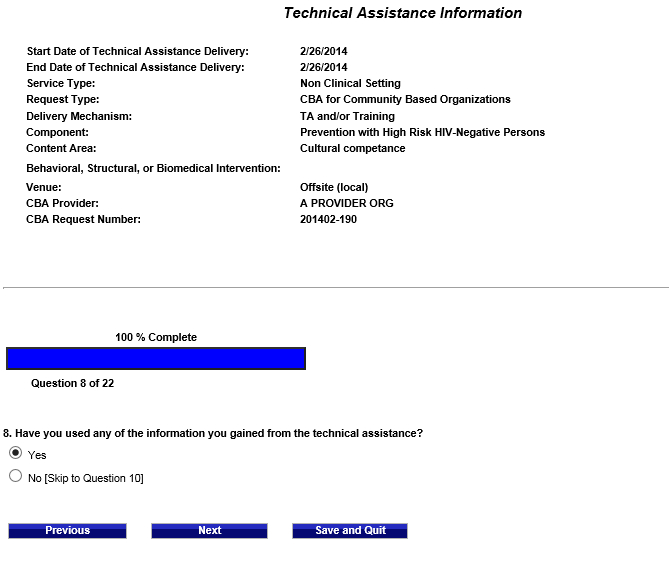 Technical Assistance Information
Start Date of Technical Assistance Delivery: 2/26/2014
End Date of Technical Assistance Delivery: 2/26/2014
Service Type: Non Clinical Setting
Request Type: CBA for Community Based Organizations
Delivery Mechanism: TA and/or Training
Component: Prevention with High Risk HIV-Negative Persons
Content Area: Cultural competance
Behavioral, Structural, or Biomedical Intervention:
Venue: Offsite (local)
CBA Provider: A PROVIDER ORG
CBA Request Number: 201402-190
100 % Complete
Question 8 of 22
8. Have you used any of the information you gained from the technical assistance?
Yes
No [Skip to Question 10]
Previous Next Save and Quit